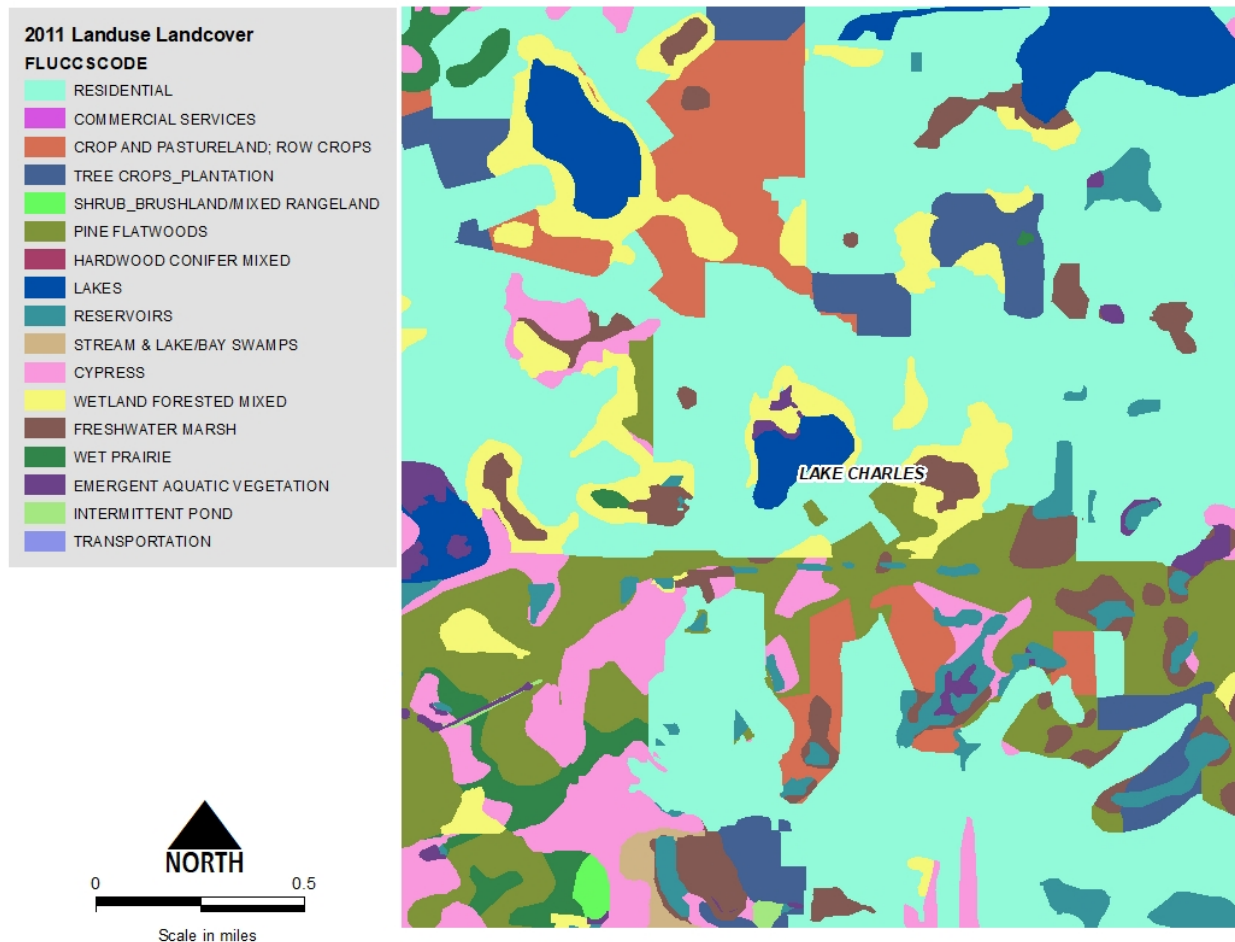 2011 Landuse Landcover
FLUCCSCODE
RESIDENTIAL
COMMERCIAL SERVICES
CROP AND PASTURELAND; ROW CROPS
TREE CROPS_PLANTATION
SHRUB_BRUSHLAND/MIXED RANGELAND
PINE FLATWOODS
HARDWOOD CONIFER MIXED
LAKES
RESERVOIRS
STREAM & LAKE/BAY SWAMPS
CYPRESS
WETLAND FORESTED MIXED
FRESHWATER MARSH
WET PRAIRIE
EMERGENT AQUATIC VEGETATION
INTERMITTENT POND
TRANSPORTATION
LAKE CHARLES
NORTH
0 0.5
Scale in miles